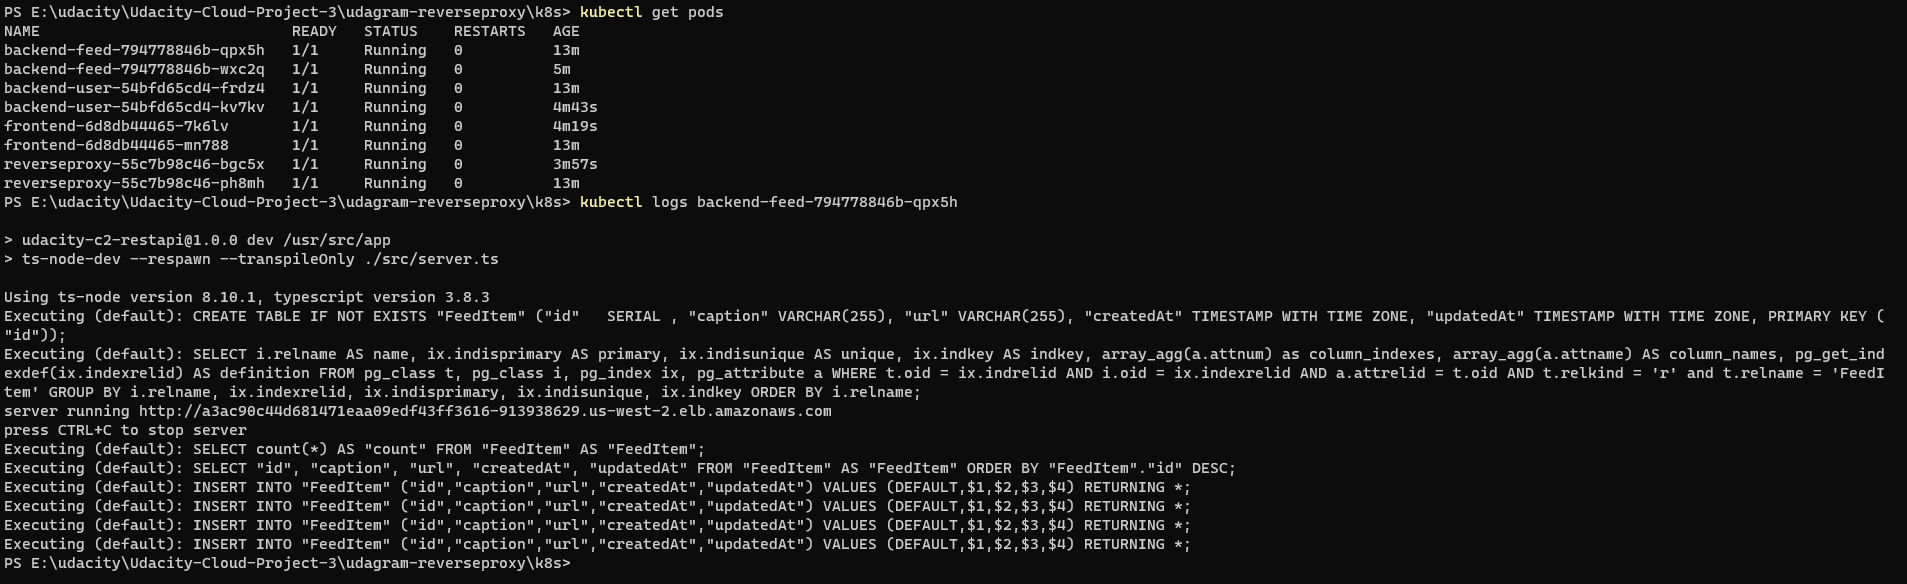 PS E:\udacity\Udacity-Cloud-Project-3\udagram-reverseproxy\k8s> kubectl get pods
NAME                            READY   STATUS    RESTARTS   AGE
backend-feed-794778846b-qpx5h   1/1     Running   0          13m
backend-feed-794778846b-wxc2q   1/1     Running   0          5m
backend-user-54bfd65cd4-frdz4   1/1     Running   0          13m
backend-user-54bfd65cd4-kv7kv   1/1     Running   0          4m43s
frontend-6d8db44465-7k6lv       1/1     Running   0          4m19s
frontend-6d8db44465-mn788       1/1     Running   0          13m
reverseproxy-55c7b98c46-bgc5x   1/1     Running   0          3m57s
reverseproxy-55c7b98c46-ph8mh   1/1     Running   0          13m
PS E:\udacity\Udacity-Cloud-Project-3\udagram-reverseproxy\k8s> kubectl logs backend-feed-794778846b-qpx5h
> udacity-c2-restapi@1.0.0 dev /usr/src/app
> ts-node-dev --respawn --transpileOnly ./src/server.ts
Using ts-node version 8.10.1, typescript version 3.8.3
Executing (default): CREATE TABLE IF NOT EXISTS "FeedItem" ("id"   SERIAL , "caption" VARCHAR(255), "url" VARCHAR(255), "createdAt" TIMESTAMP WITH TIME ZONE, "updatedAt" TIMESTAMP WITH TIME ZONE, PRIMARY KEY (
"id"));
Executing (default): SELECT i.relname AS name, ix.indisprimary AS primary, ix.indisunique AS unique, ix.indkey AS indkey, array_agg(a.attnum) as column_indexes, array_agg(a.attname) AS column_names, pg_get_ind
exdef(ix.indexrelid) AS definition FROM pg_class t, pg_class i, pg_index ix, pg_attribute a WHERE t.oid = ix.indrelid AND i.oid = ix.indexrelid AND a.attrelid = t.oid AND t.relkind = 'r' and t.relname = 'FeedI
tem' GROUP BY i.relname, ix.indexrelid, ix.indisprimary, ix.indisunique, ix.indkey ORDER BY i.relname;
server running http://a3ac90c44d681471eaa09edf43ff3616-913938629.us-west-2.elb.amazonaws.com
press CTRL+C to stop server
Executing (default): SELECT count(*) AS "count" FROM "FeedItem" AS "FeedItem";
Executing (default): SELECT "id", "caption", "url", "createdAt", "updatedAt" FROM "FeedItem" AS "FeedItem" ORDER BY "FeedItem"."id" DESC;
Executing (default): INSERT INTO "FeedItem" ("id","caption","url","createdAt","updatedAt") VALUES (DEFAULT,$1,$2,$3,$4) RETURNING *;
Executing (default): INSERT INTO "FeedItem" ("id","caption","url","createdAt","updatedAt") VALUES (DEFAULT,$1,$2,$3,$4) RETURNING *;
Executing (default): INSERT INTO "FeedItem" ("id","caption","url","createdAt","updatedAt") VALUES (DEFAULT,$1,$2,$3,$4) RETURNING *;
Executing (default): INSERT INTO "FeedItem" ("id","caption","url","createdAt","updatedAt") VALUES (DEFAULT,$1,$2,$3,$4) RETURNING *;
PS E:\udacity\Udacity-Cloud-Project-3\udagram-reverseproxy\k8s>